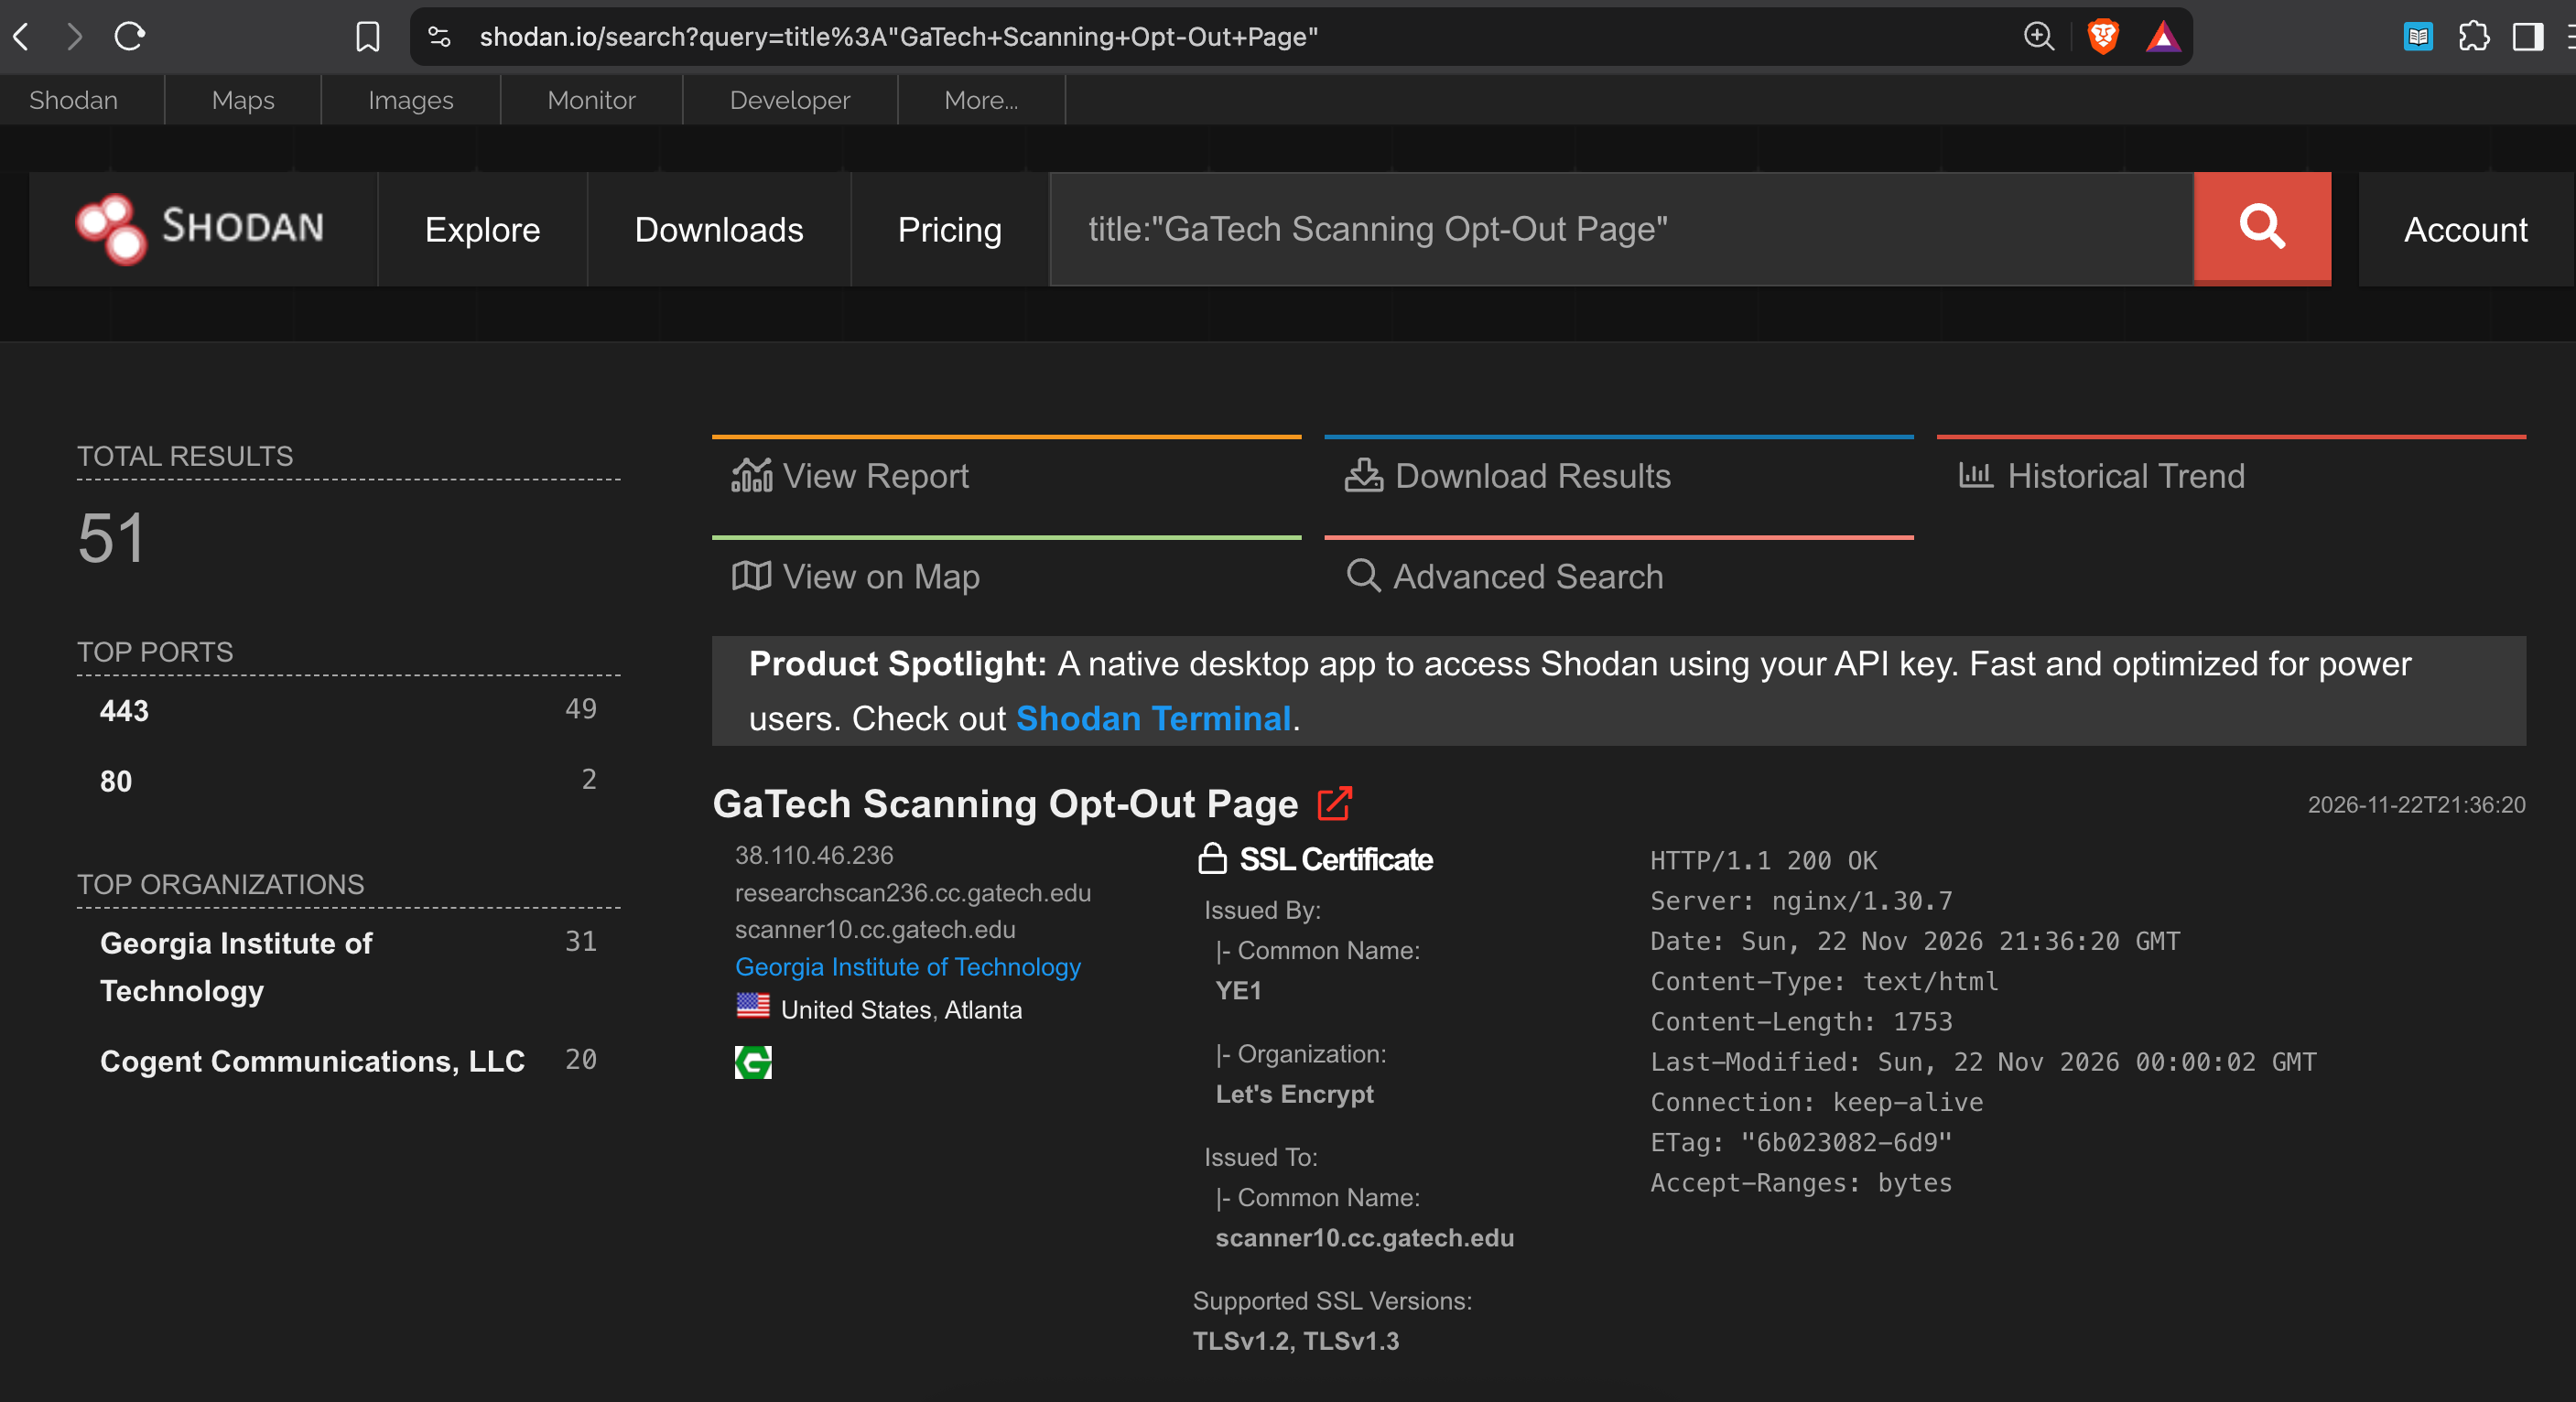 shodan.io/search?query=title%3A"GaTech+Scanning+Opt-Out+Page"
Shodan
Maps
Images
Monitor
Developer
More...
SHODAN
Explore
Downloads
Pricing
title:"GaTech Scanning Opt-Out Page"
Account
TOTAL RESULTS
51
TOP PORTS
443 49
80 2
TOP ORGANIZATIONS
Georgia Institute of 31
Technology
Cogent Communications, LLC 20
View Report
Download Results
Historical Trend
View on Map
Advanced Search
Product Spotlight: A native desktop app to access Shodan using your API key. Fast and optimized for power
users. Check out Shodan Terminal.
GaTech Scanning Opt-Out Page
2026-11-22T21:36:20
38.110.46.236
researchscan236.cc.gatech.edu
scanner10.cc.gatech.edu
Georgia Institute of Technology
United States, Atlanta
SSL Certificate
Issued By:
|- Common Name:
YE1
|- Organization:
Let's Encrypt
Issued To:
|- Common Name:
scanner10.cc.gatech.edu
Supported SSL Versions:
TLSv1.2, TLSv1.3
HTTP/1.1 200 OK
Server: nginx/1.30.7
Date: Sun, 22 Nov 2026 21:36:20 GMT
Content-Type: text/html
Content-Length: 1753
Last-Modified: Sun, 22 Nov 2026 00:00:02 GMT
Connection: keep-alive
ETag: "6b023082-6d9"
Accept-Ranges: bytes